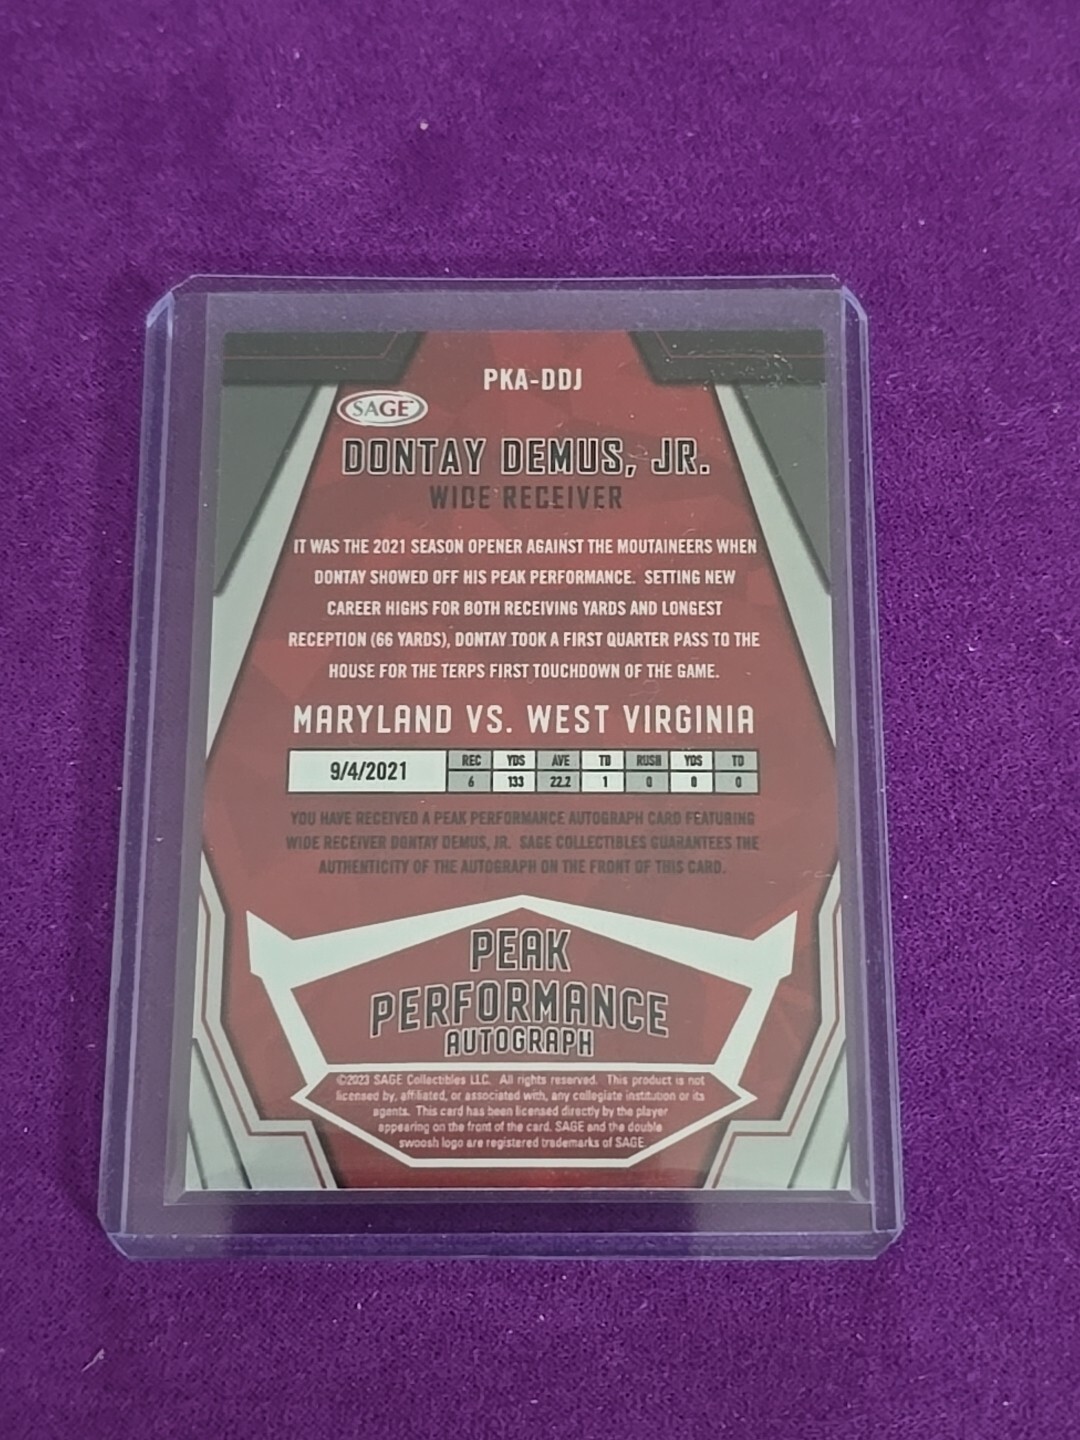 PKA-DDJ
SAGE
DONTAY DEMUS, JR.
WIDE RECEIVER
IT WAS THE 2021 SEASON OPENER AGAINST THE MOUTAINEERS WHEN
DONTAY SHOWED OFF HIS PEAK PERFORMANCE. SETTING NEW
CAREER HIGHS FOR BOTH RECEIVING YARDS AND LONGEST
RECEPTION (66 YARDS), DONTAY TOOK A FIRST QUARTER PASS TO THE
HOUSE FOR THE TERPS FIRST TOUCHDOWN OF THE GAME.
MARYLAND VS. WEST VIRGINIA
9/4/2021 REC YDS AVE TD RUSH YDS TD
6 133 22.2 1 0 0 0
YOU HAVE RECEIVED A PEAK PERFORMANCE AUTOGRAPH CARD FEATURING
WIDE RECEIVER DONTAY DEMUS, JR. SAGE COLLECTIBLES GUARANTEES THE
AUTHENTICITY OF THE AUTOGRAPH ON THE FRONT OF THIS CARD.
PEAK
PERFORMANCE
AUTOGRAPH
©2023 SAGE Collectibles LLC. All rights reserved. This product is not
licensed by, affiliated, or associated with, any collegiate institution or its
agents. This card has been licensed directly by the player
appearing on the front of the card. SAGE and the double
swoosh logo are registered trademarks of SAGE